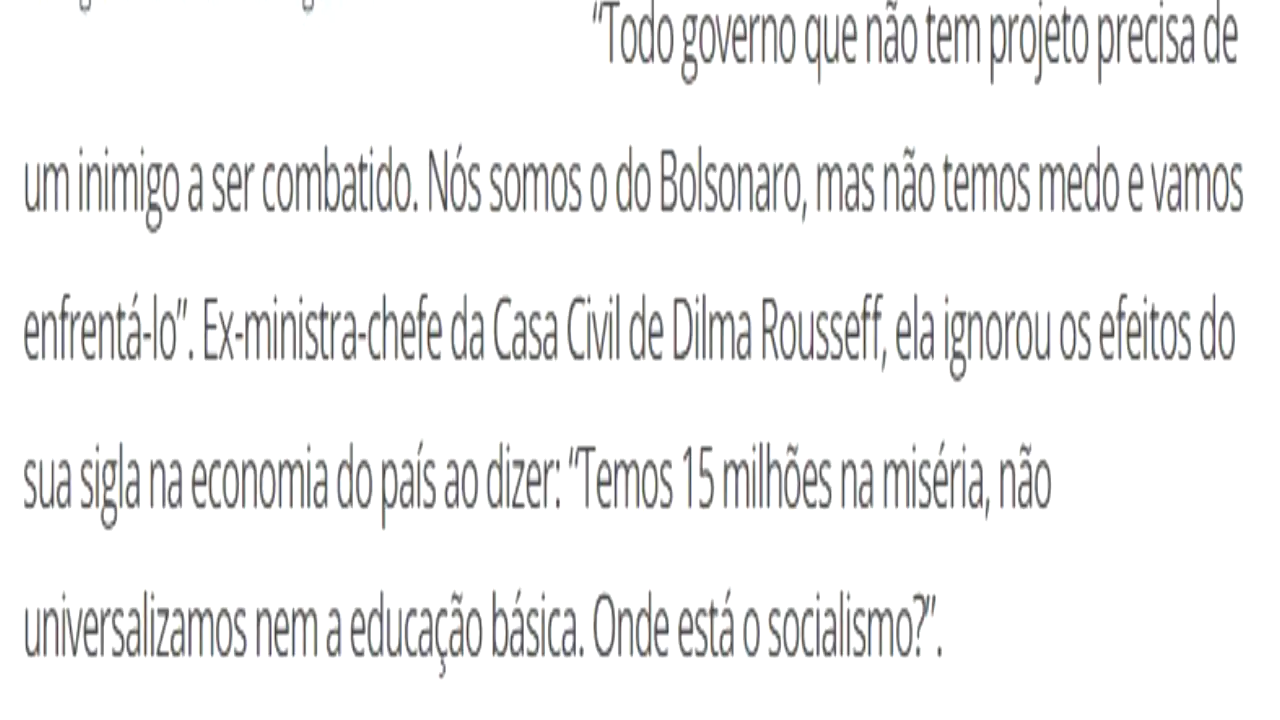 “Todo governo que não tem projeto precisa de
um inimigo a ser combatido. Nós somos o do Bolsonaro, mas não temos medo e vamos
enfrentá-lo”. Ex-ministra-chefe da Casa Civil de Dilma Rousseff, ela ignorou os efeitos do
sua sigla na economia do país ao dizer: “Temos 15 milhões na miséria, não
universalizamos nem a educação básica. Onde está o socialismo?”.